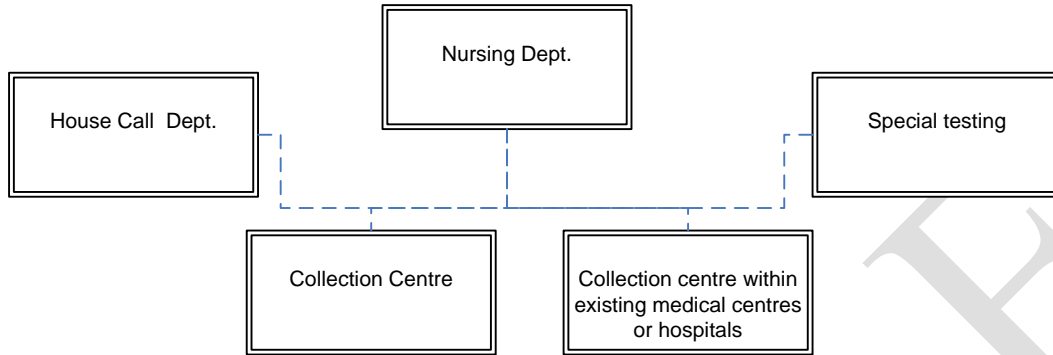 Nursing Dept.
House Call Dept.
Special testing
Collection Centre
Collection centre within
existing medical centres
or hospitals